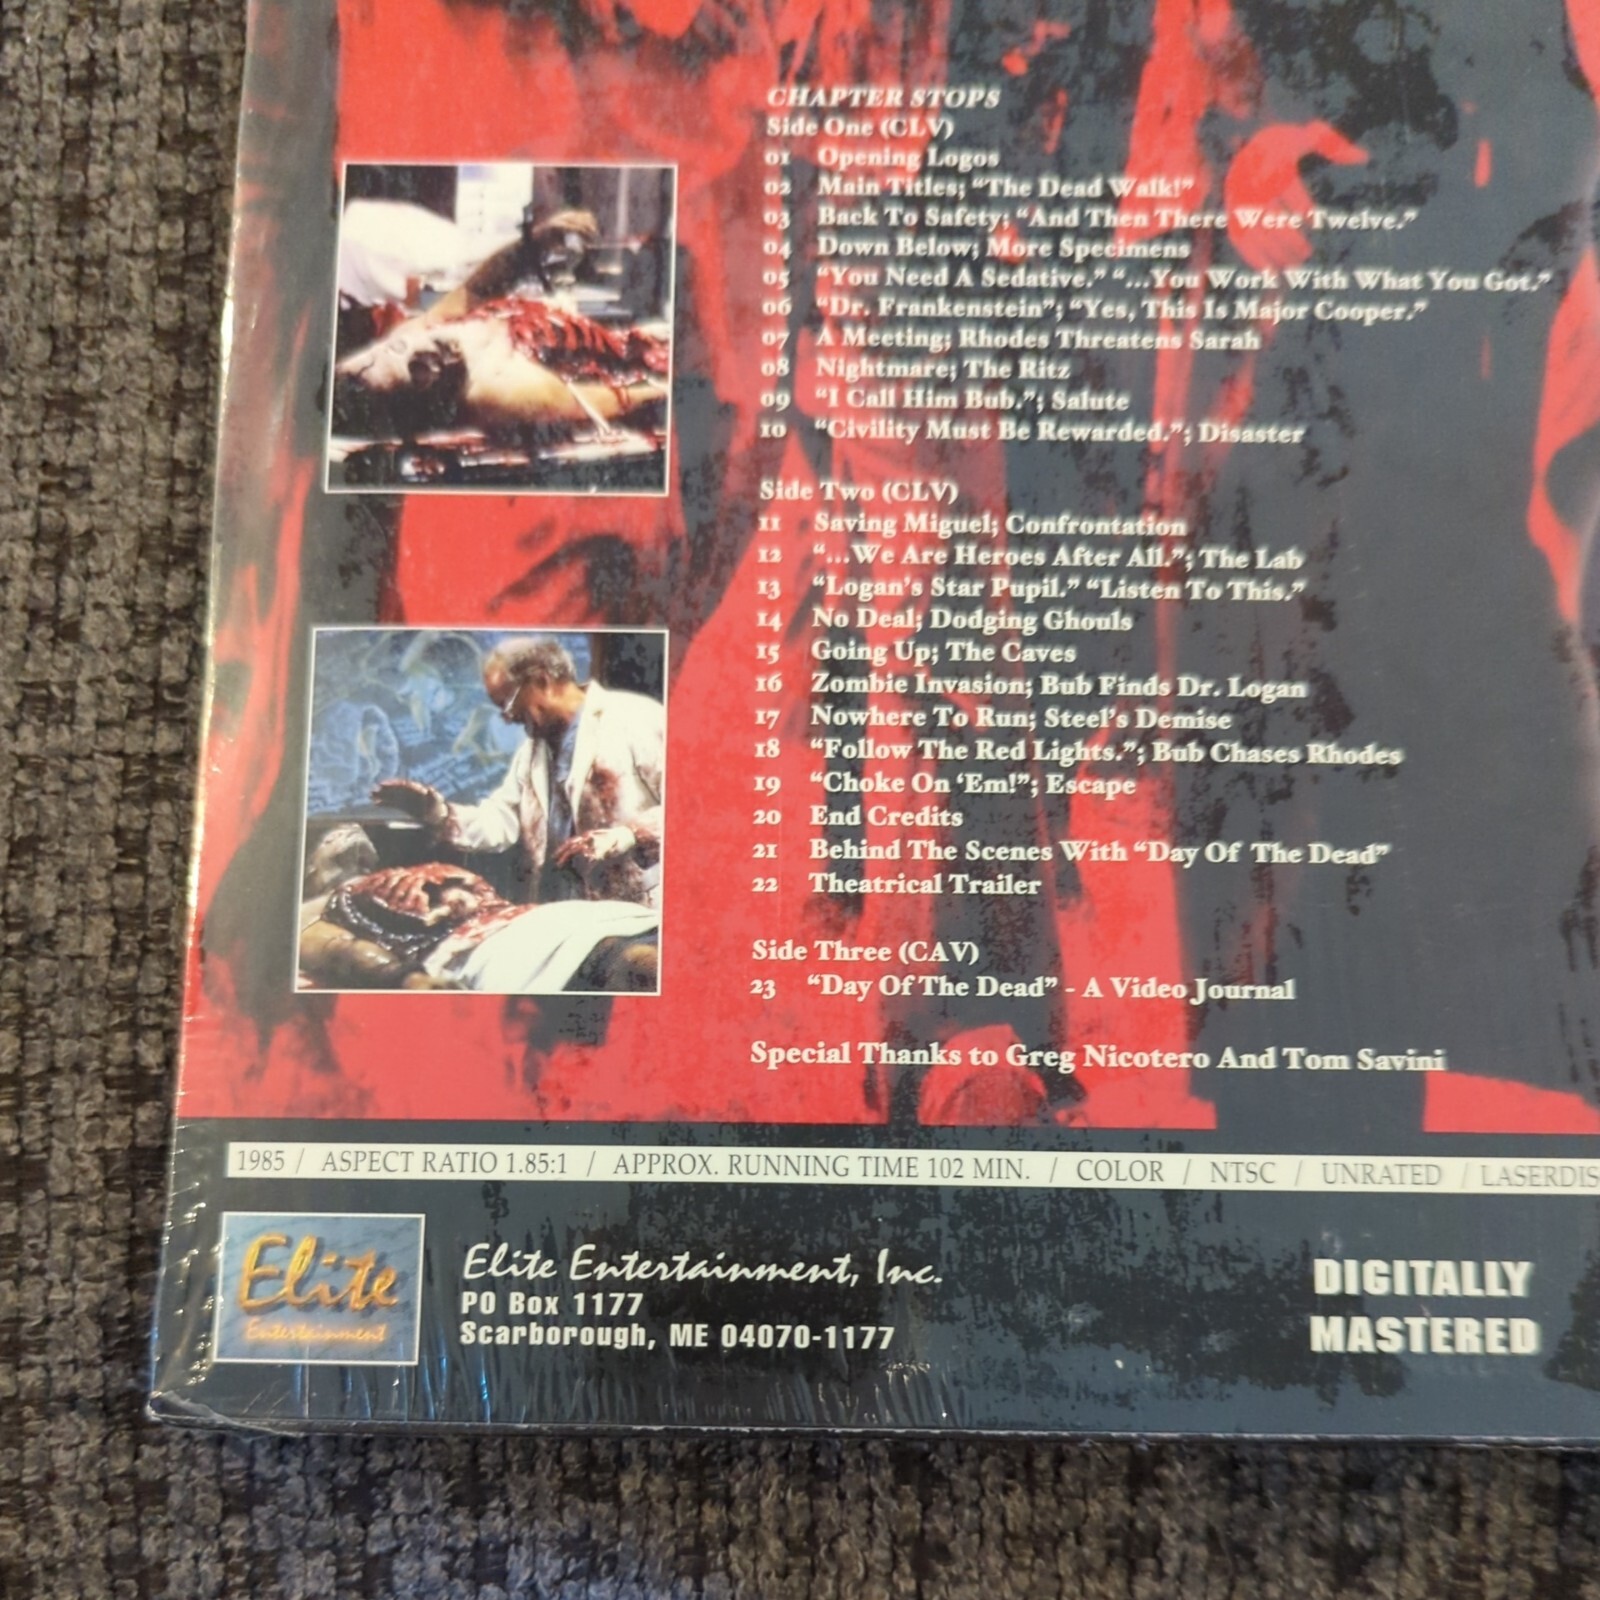 CHAPTER STOPS
Side One (CLV)
01 Opening Logos
02 Main Titles; “The Dead Walk!”
03 Back To Safety; “And Then There Were Twelve.”
04 Down Below; More Specimens
05 “You Need A Sedative.” “...You Work With What You Got.”
06 “Dr. Frankenstein”; “Yes, This Is Major Cooper.”
07 A Meeting; Rhodes Threatens Sarah
08 Nightmare; The Ritz
09 “I Call Him Bub.”; Salute
10 “Civility Must Be Rewarded.”; Disaster
Side Two (CLV)
11 Saving Miguel; Confrontation
12 “...We Are Heroes After All.”; The Lab
13 “Logan’s Star Pupil.” “Listen To This.”
14 No Deal; Dodging Ghouls
15 Going Up; The Caves
16 Zombie Invasion; Bub Finds Dr. Logan
17 Nowhere To Run; Steel’s Demise
18 “Follow The Red Lights.”; Bub Chases Rhodes
19 “Choke On ‘Em!”; Escape
20 End Credits
21 Behind The Scenes With “Day Of The Dead”
22 Theatrical Trailer
Side Three (CAV)
23 “Day Of The Dead” - A Video Journal
Special Thanks to Greg Nicotero And Tom Savini
1985 / ASPECT RATIO 1.85:1 / APPROX. RUNNING TIME 102 MIN. / COLOR / NTSC / UNRATED / LASERDIS
Elite
Entertainment
Elite Entertainment, Inc.
PO Box 1177
Scarborough, ME 04070-1177
DIGITALLY
MASTERED